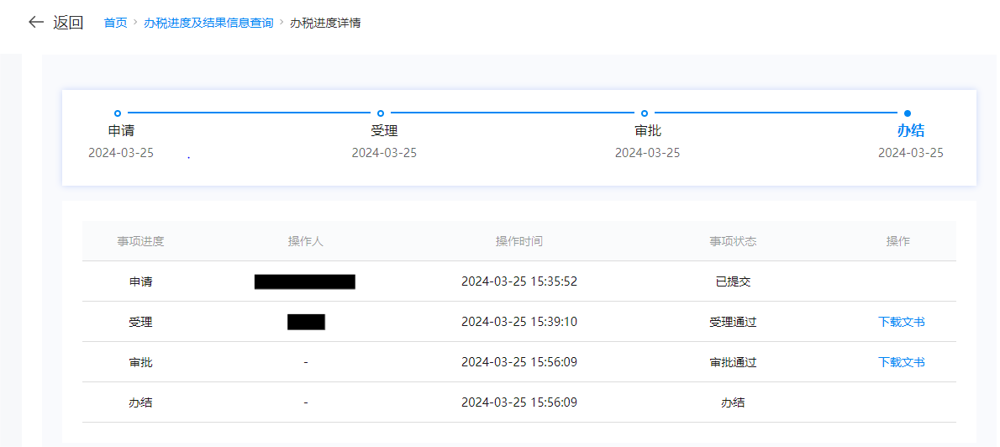 返回 首页 > 办税进度及结果信息查询 > 办税进度详情
申请 受理 审批 办结
2024-03-25 2024-03-25 2024-03-25 2024-03-25
事项进度 操作人 操作时间 事项状态 操作
申请 2024-03-25 15:35:52 已提交
受理 2024-03-25 15:39:10 受理通过 下载文书
审批 - 2024-03-25 15:56:09 审批通过 下载文书
办结 - 2024-03-25 15:56:09 办结